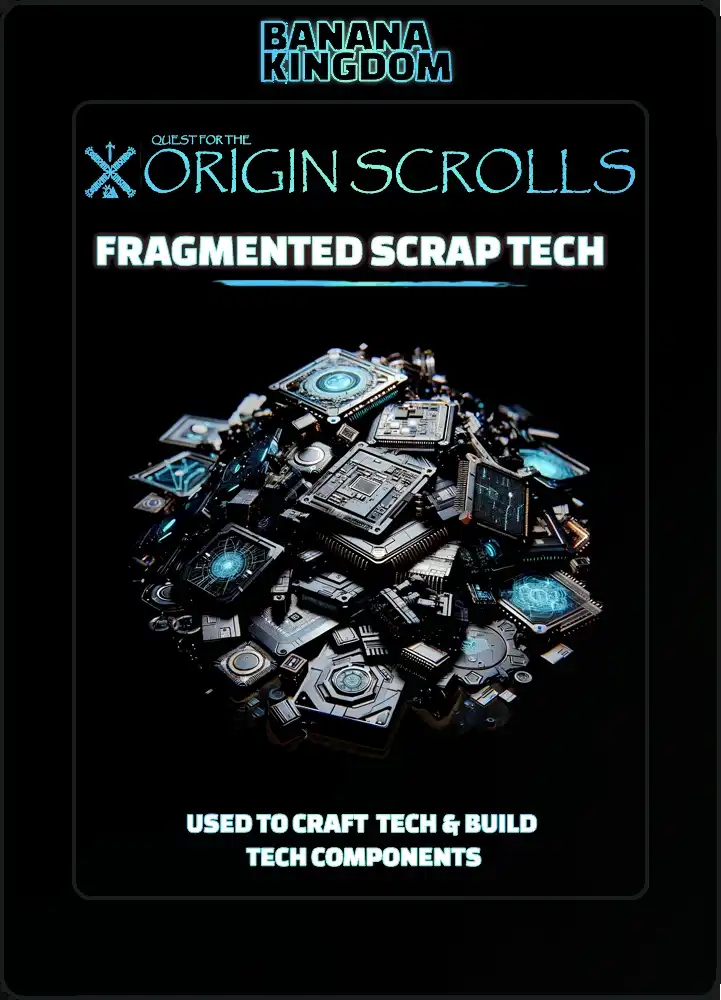 BANANA
KINGDOM
QUEST FOR THE
ORIGIN SCROLLS
FRAGMENTED SCRAP TECH
USED TO CRAFT TECH & BUILD
TECH COMPONENTS